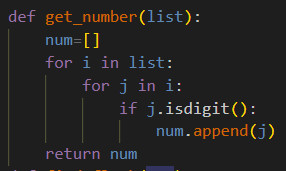 def get_number(list):
    num=[]
    for i in list:
        for j in i:
            if j.isdigit():
                num.append(j)
    return num